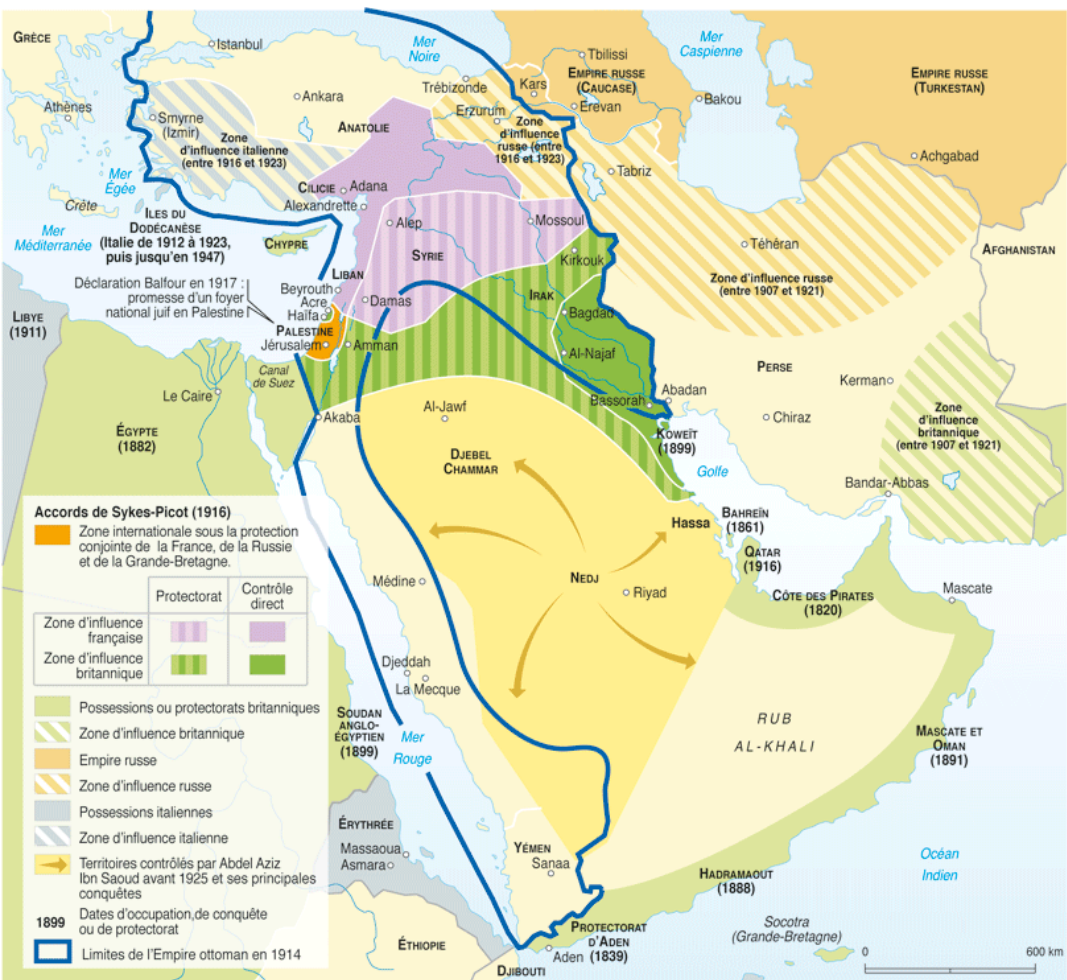 GRÈCE
Istanbul
Mer
Noire
Mer
Caspienne
Tbilissi
EMPIRE RUSSE
(CAUCASE)
EMPIRE RUSSE
(TURKESTAN)
Trébizonde
Kars
Ankara
Athènes
Smyrne
(Izmir)
Erzurum
Erevan
Bakou
ANATOLIE
Zone
d'influence
russe (entre
1916 et 1923)
Zone
d'influence italienne
(entre 1916 et 1923)
Achgabad
Tabriz
Mer
Égée
CILICIE
Adana
Alexandrette
Crète
ILES DU
DODÉCANÈSE
(Italie de 1912 à 1923,
puis jusqu'en 1947)
Mer
Méditerranée
Alep
Mossoul
CHYPRE
Téhéran
AFGHANISTAN
SYRIE
Kirkouk
Zone d'influence russe
(entre 1907 et 1921)
LIBAN
Déclaration Balfour en 1917 :
promesse d'un foyer
national juif en Palestine
Beyrouth
Acre
Haïfa
Damas
IRAK
Bagdad
LIBYE
(1911)
PALESTINE
Jérusalem
Amman
Al-Najaf
PERSE
Canal
de Suez
Kerman
Le Caire
Abadan
Bassorah
Akaba
Al-Jawf
Chiraz
Zone
d'influence
britannique
(entre 1907 et 1921)
ÉGYPTE
(1882)
KOWEÏT
(1899)
DJEBEL
CHAMMAR
Golfe
Bandar-Abbas
Hassa
BAHREÏN
(1861)
QATAR
(1916)
Médine
NEDJ
Riyad
CÔTE DES PIRATES
(1820)
Mascate
Djeddah
La Mecque
SOUDAN
ANGLO-
ÉGYPTIEN
(1899)
Mer
Rouge
RUB
AL-KHALI
MASCATE ET
OMAN
(1891)
ÉRYTHRÉE
Massaoua
Asmara
YÉMEN
Sanaa
HADRAMAOUT
(1888)
Océan
Indien
PROTECTORAT
D'ADEN
(1839)
Aden
Socotra
(Grande-Bretagne)
ÉTHIOPIE
DJIBOUTI
0
600 km
Accords de Sykes-Picot (1916)
Zone internationale sous la protection
conjointe de la France, de la Russie
et de la Grande-Bretagne.
Protectorat
Contrôle
direct
Zone d'influence
française
Zone d'influence
britannique
Possessions ou protectorats britanniques
Zone d'influence britannique
Empire russe
Zone d'influence russe
Possessions italiennes
Zone d'influence italienne
Territoires contrôlés par Abdel Aziz
Ibn Saoud avant 1925 et ses principales
conquêtes
1899
Dates d'occupation,de conquête
ou de protectorat
Limites de l'Empire ottoman en 1914